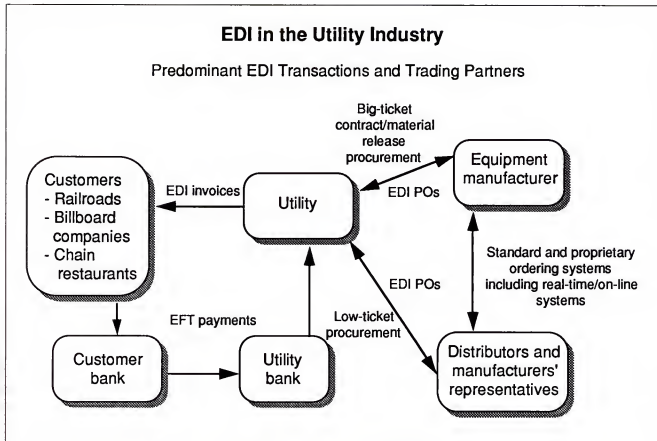 EDI in the Utility Industry
Predominant EDI Transactions and Trading Partners
Big-ticket
contract/material
release
procurement
Customers
- Railroads
- Billboard
companies
- Chain
restaurants
EDI invoices
Utility
EDI POs
Equipment
manufacturer
Standard and proprietary
ordering systems
including real-time/on-line
systems
EDI POs
EFT payments
Low-ticket
procurement
Customer
bank
Utility
bank
Distributors and
manufacturers'
representatives